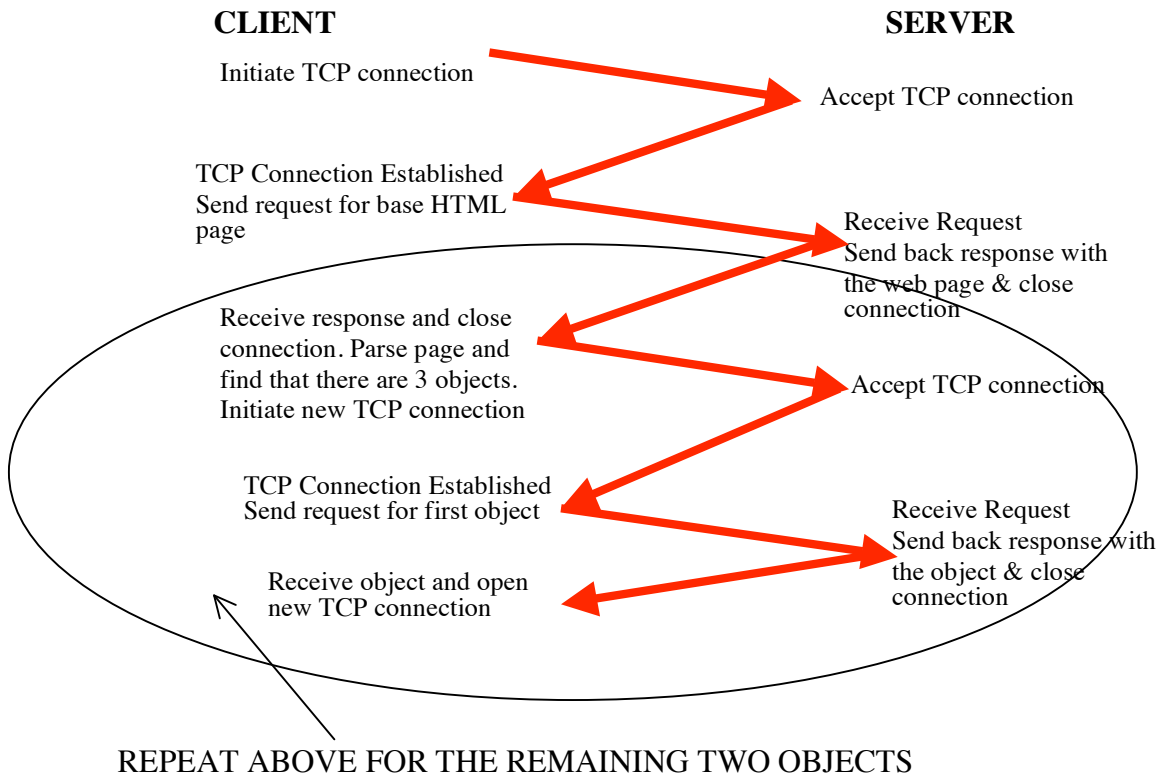 CLIENT
SERVER
Initiate TCP connection
Accept TCP connection
TCP Connection Established
Send request for base HTML
page
Receive Request
Send back response with
the web page & close
connection
Receive response and close
connection. Parse page and
find that there are 3 objects.
Initiate new TCP connection
Accept TCP connection
TCP Connection Established
Send request for first object
Receive Request
Send back response with
the object & close
connection
Receive object and open
new TCP connection
REPEAT ABOVE FOR THE REMAINING TWO OBJECTS